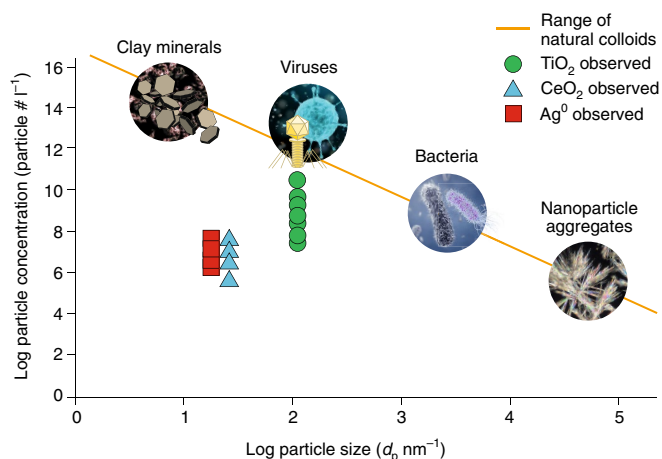 Range of
natural colloids
TiO₂ observed
CeO₂ observed
Ag⁰ observed
Clay minerals
Viruses
Bacteria
Nanoparticle
aggregates
Log particle concentration (particle # l⁻¹)
16
14
12
10
8
6
4
2
0
0 1 2 3 4 5
Log particle size (dₚ nm⁻¹)